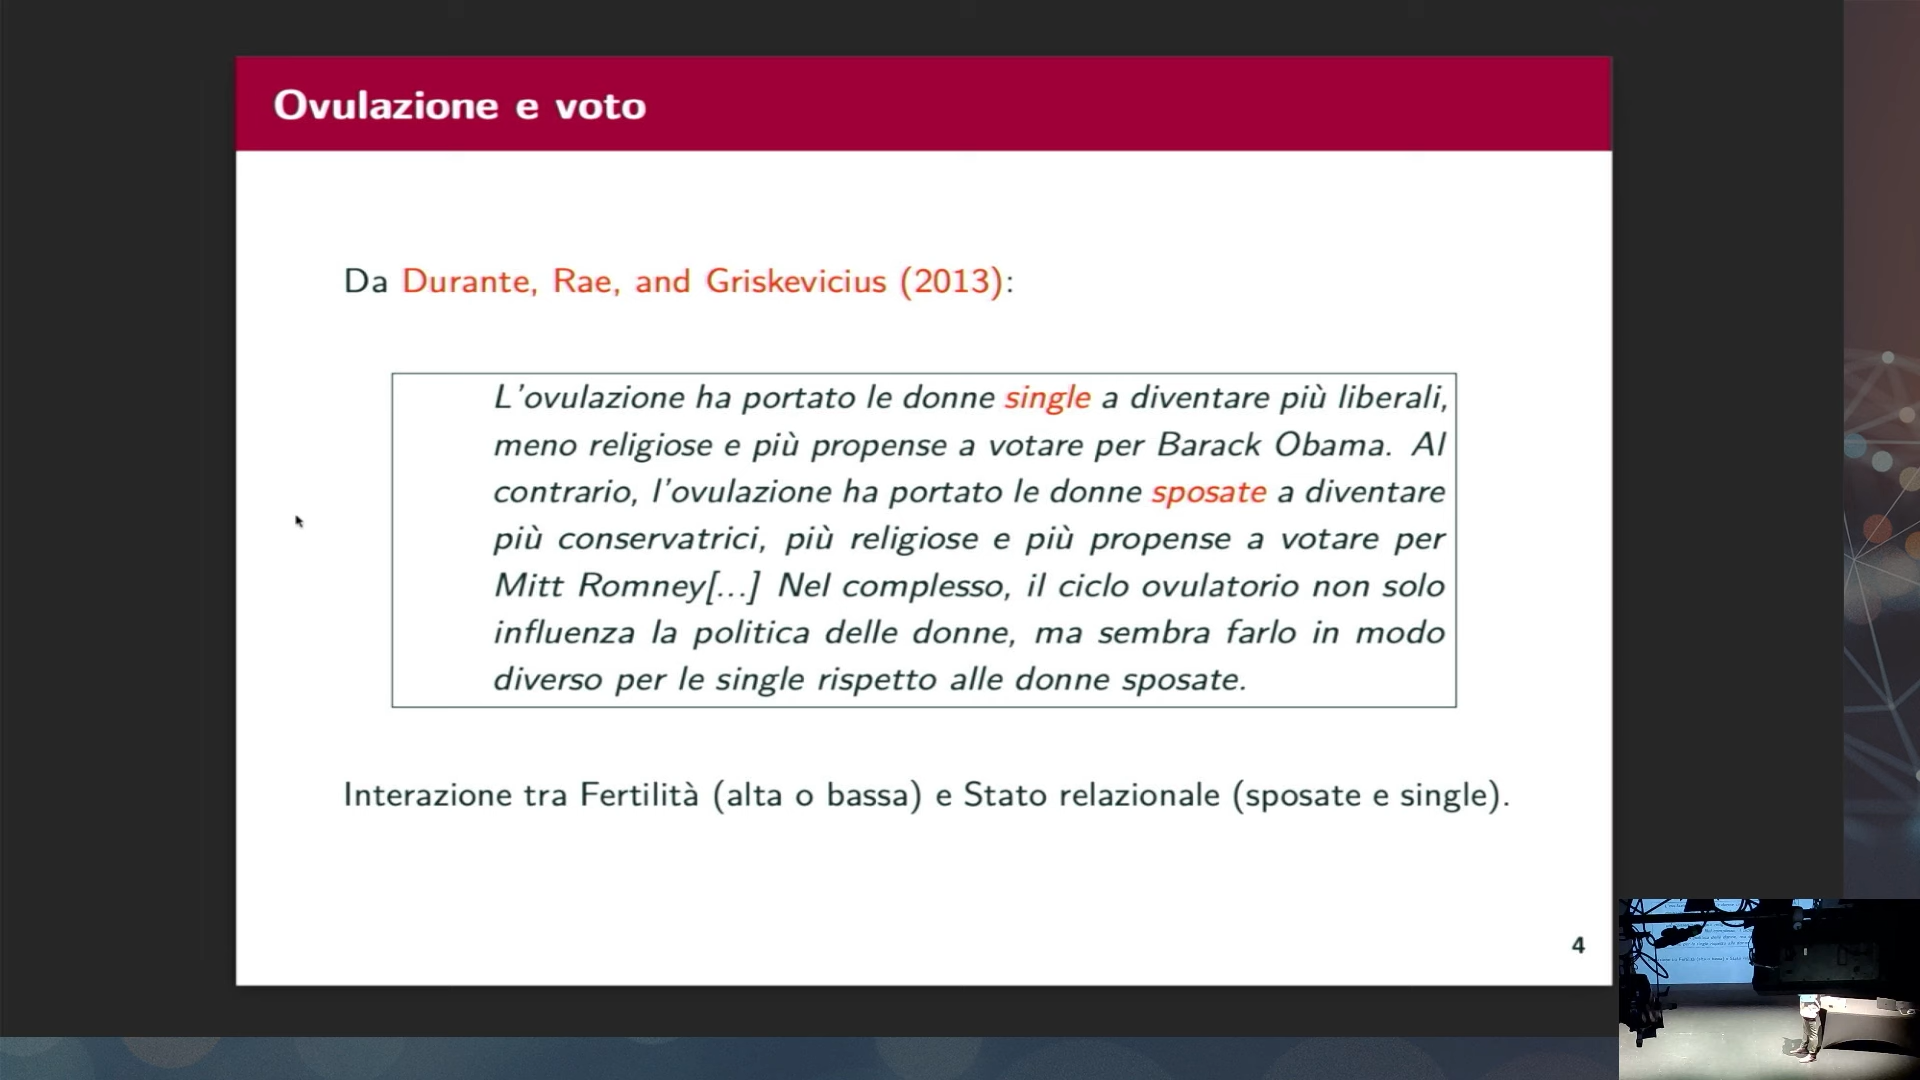 Ovulazione e voto
Da Durante, Rae, and Griskevicius (2013):
L'ovulazione ha portato le donne single a diventare più liberali,
meno religiose e più propense a votare per Barack Obama. Al
contrario, l'ovulazione ha portato le donne sposate a diventare
più conservatrici, più religiose e più propense a votare per
Mitt Romney[...] Nel complesso, il ciclo ovulatorio non solo
influenza la politica delle donne, ma sembra farlo in modo
diverso per le single rispetto alle donne sposate.
Interazione tra Fertilità (alta o bassa) e Stato relazionale (sposate e single).
4